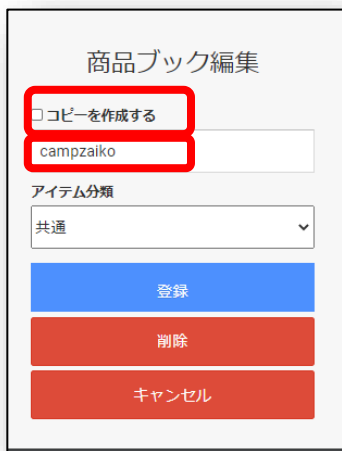 商品ブック編集
コピーを作成する
campzaiko
アイテム分類
共通
登録
削除
キャンセル